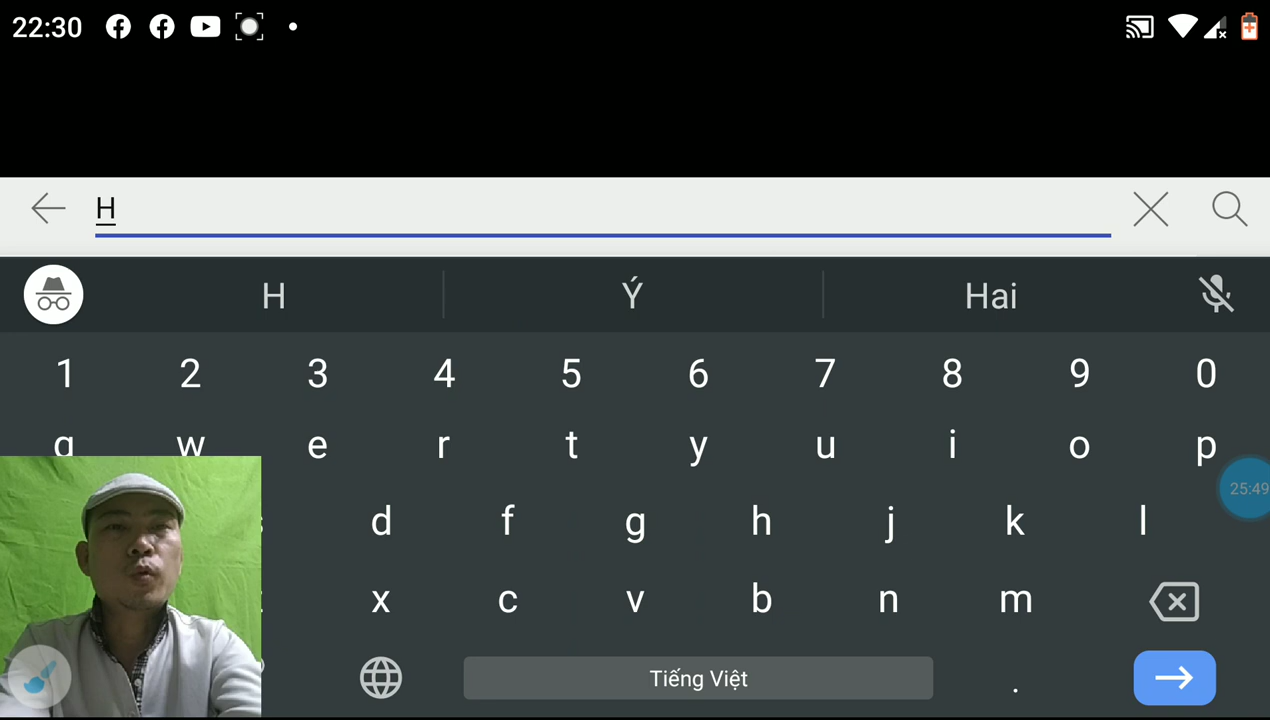 22:30
H
H Ý Hai
1 2 3 4 5 6 7 8 9 0
q w e r t y u i o p
25:49
d f g h j k l
x c v b n m
Tiếng Việt .